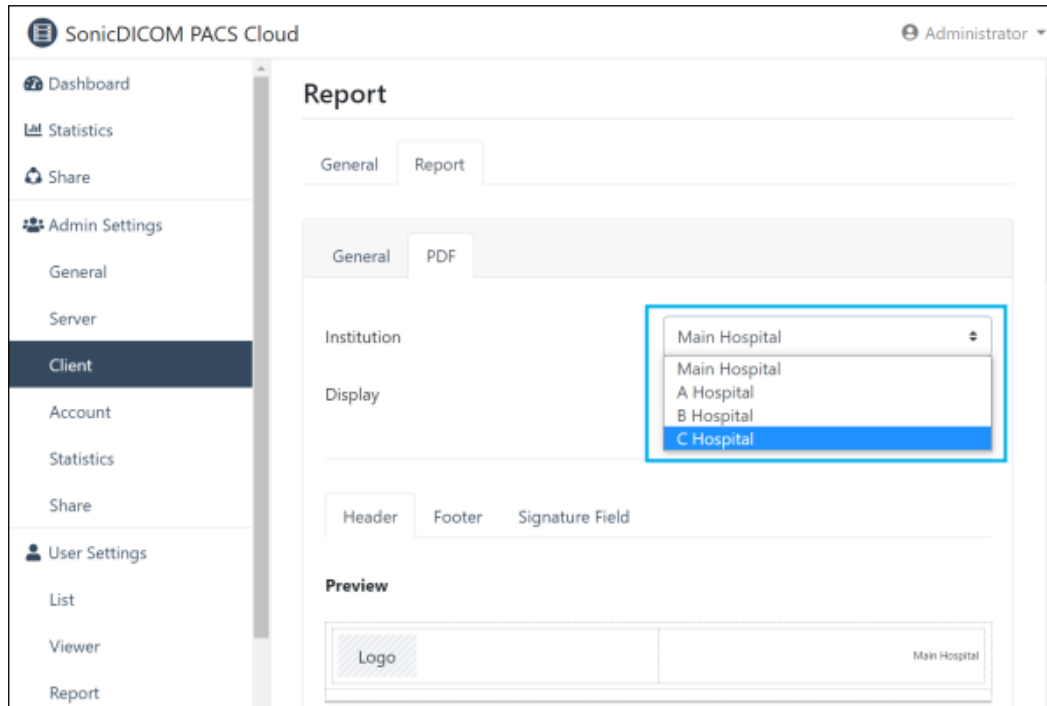 SonicDICOM PACS Cloud
Administrator
Dashboard
Statistics
Share
Admin Settings
General
Server
Client
Account
Statistics
Share
User Settings
List
Viewer
Report
Report
General Report
General PDF
Institution Main Hospital
Main Hospital
A Hospital
Display
B Hospital
C Hospital
Header Footer Signature Field
Preview
Logo Main Hospital